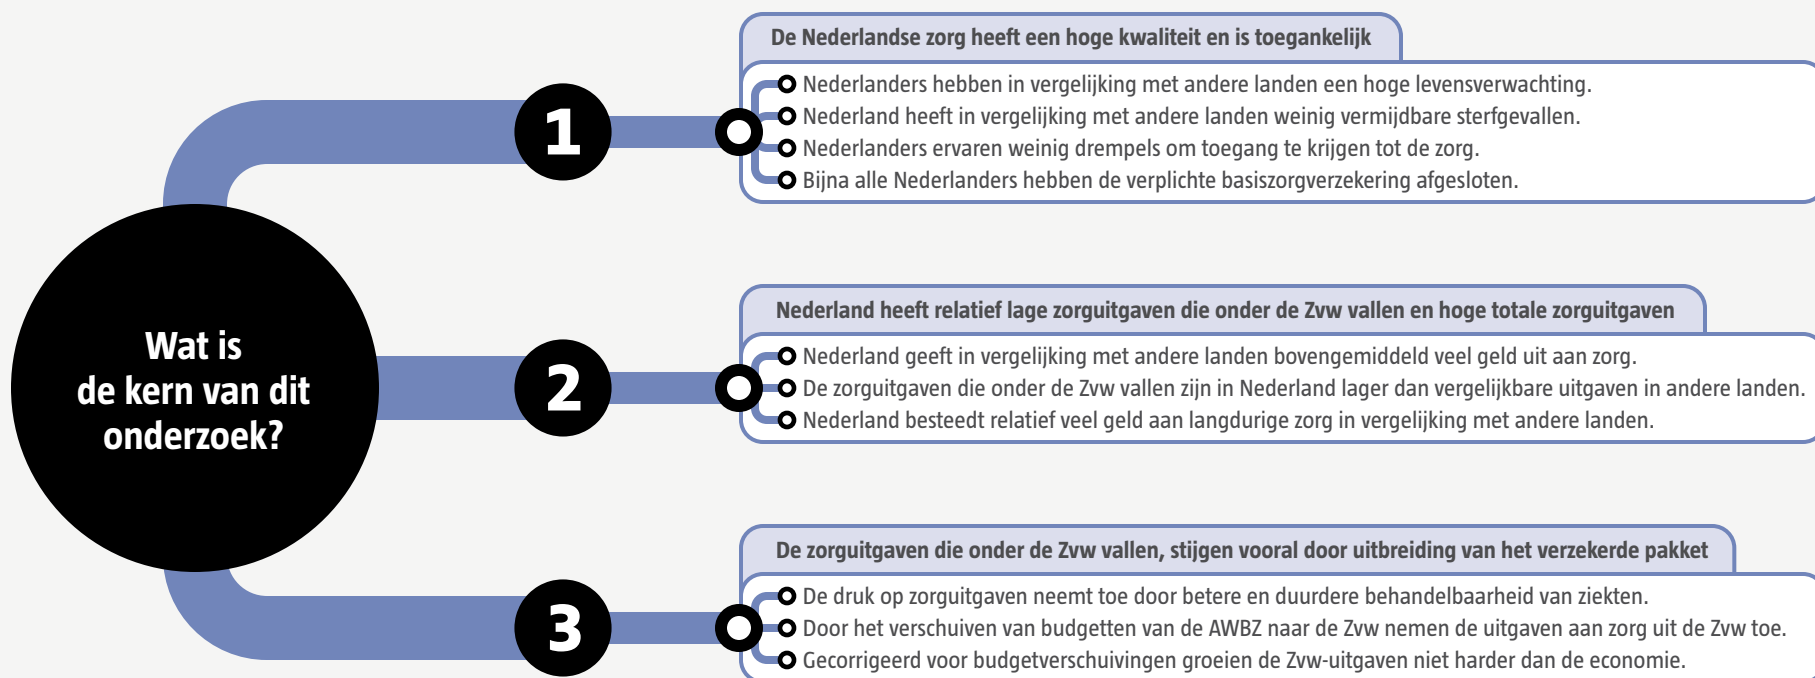 Wat is
de kern van dit
onderzoek?
1
De Nederlandse zorg heeft een hoge kwaliteit en is toegankelijk
Nederlanders hebben in vergelijking met andere landen een hoge levensverwachting.
Nederland heeft in vergelijking met andere landen weinig vermijdbare sterfgevallen.
Nederlanders ervaren weinig drempels om toegang te krijgen tot de zorg.
Bijna alle Nederlanders hebben de verplichte basiszorgverzekering afgesloten.
2
Nederland heeft relatief lage zorguitgaven die onder de Zvw vallen en hoge totale zorguitgaven
Nederland geeft in vergelijking met andere landen bovengemiddeld veel geld uit aan zorg.
De zorguitgaven die onder de Zvw vallen zijn in Nederland lager dan vergelijkbare uitgaven in andere landen.
Nederland besteedt relatief veel geld aan langdurige zorg in vergelijking met andere landen.
3
De zorguitgaven die onder de Zvw vallen, stijgen vooral door uitbreiding van het verzekerde pakket
De druk op zorguitgaven neemt toe door betere en duurdere behandelbaarheid van ziekten.
Door het verschuiven van budgetten van de AWBZ naar de Zvw nemen de uitgaven aan zorg uit de Zvw toe.
Gecorrigeerd voor budgetverschuivingen groeien de Zvw-uitgaven niet harder dan de economie.